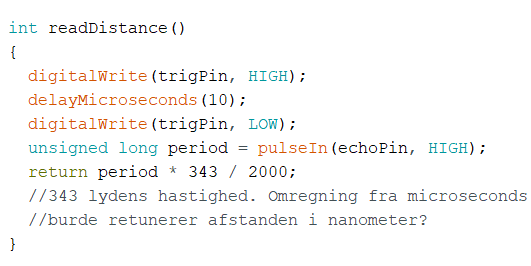 int readDistance()
{
  digitalWrite(trigPin, HIGH);
  delayMicroseconds(10);
  digitalWrite(trigPin, LOW);
  unsigned long period = pulseIn(echoPin, HIGH);
  return period * 343 / 2000;
  //343 lydens hastighed. Omregning fra microseconds
  //burde retunerer afstanden i nanometer?
}